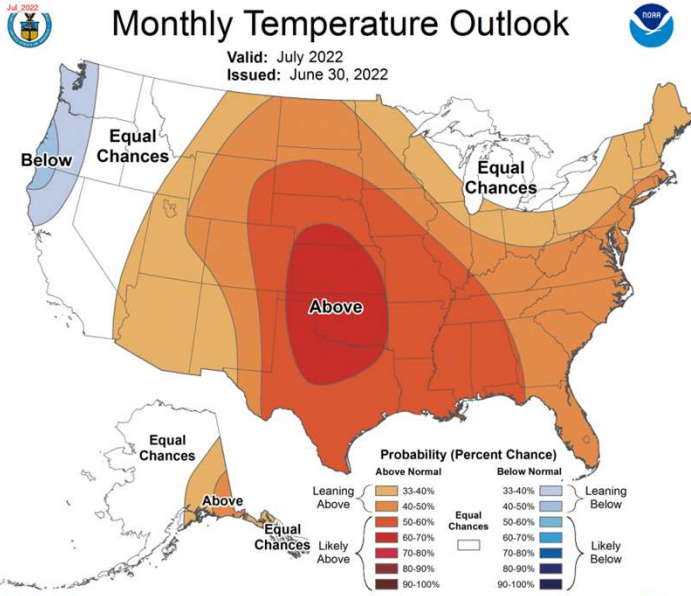 Jul_2022
Monthly Temperature Outlook
NOAA
Valid: July 2022
Issued: June 30, 2022
Below
Equal
Chances
Equal
Chances
Above
Equal
Chances
Above
Equal
Chances
Probability (Percent Chance)
Above Normal
Below Normal
Leaning
Above
33-40%
40-50%
Likely
Above
50-60%
60-70%
70-80%
80-90%
90-100%
Equal
Chances
33-40%
40-50%
Leaning
Below
50-60%
60-70%
70-80%
80-90%
90-100%
Likely
Below